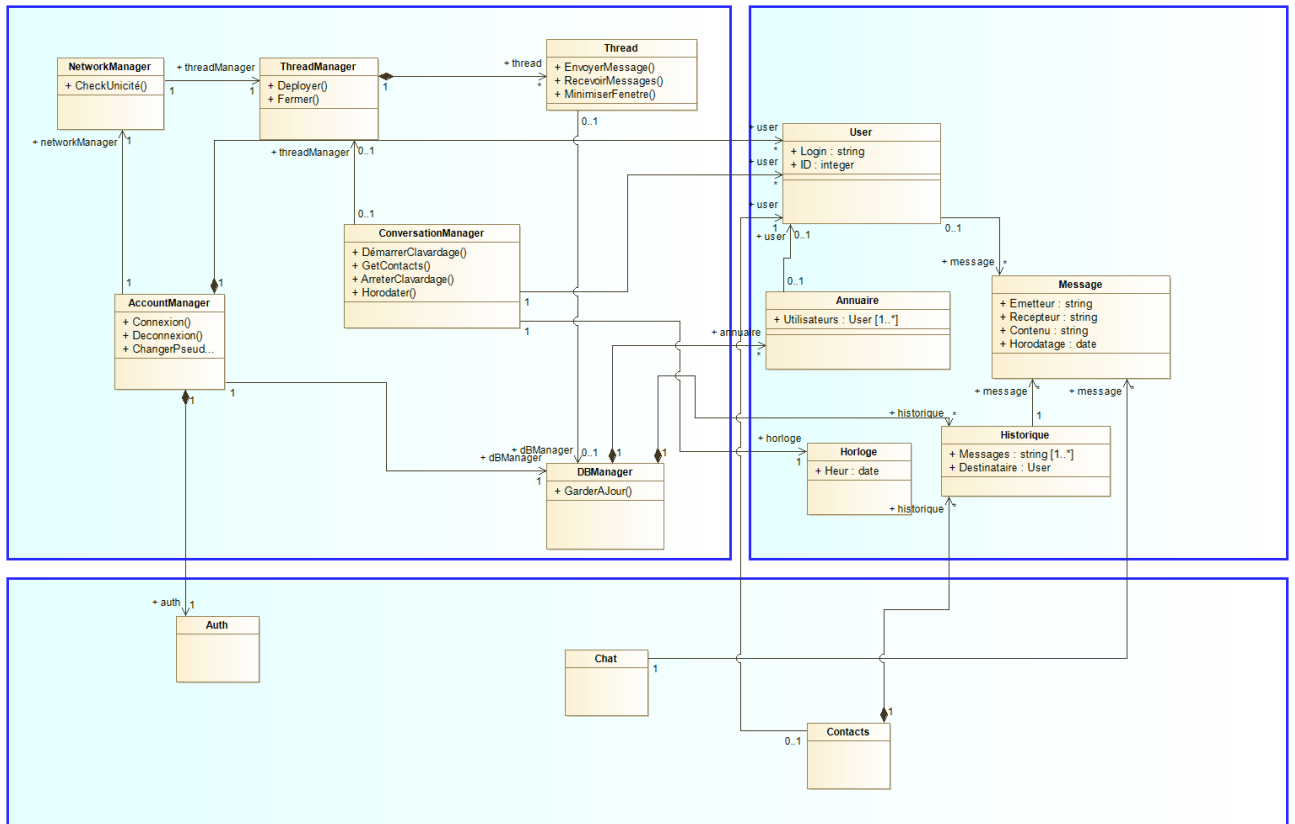 NetworkManager
+ CheckUnicité()
+ threadManager
1
1
ThreadManager
+ Deployer()
+ Fermer()
1
+ thread
*
Thread
+ EnvoyerMessage()
+ RecevoirMessages()
+ MinimiserFenetre()
0..1
+ networkManager
1
+ threadManager
0..1
0..1
ConversationManager
+ DémarrerClavardage()
+ GetContacts()
+ ArreterClavardage()
+ Horodater()
1
1
1
1
AccountManager
+ Connexion()
+ Deconnexion()
+ ChangerPseud...
1
1
+ dBManager
0..1
+ dBManager
1
1
1
DBManager
+ GarderAJour()
+ user
*
+ user
*
+ user
1
+ user
0..1
User
+ Login : string
+ ID : integer
0..1
+ message
*
0..1
Annuaire
+ Utilisateurs : User [1..*]
+ annuaire
*
Message
+ Emetteur : string
+ Recepteur : string
+ Contenu : string
+ Horodatage : date
+ message
*
+ message
*
1
+ historique
*
Historique
+ Messages : string [1..*]
+ Destinataire : User
+ horloge
1
Horloge
+ Heur : date
+ historique
*
+ auth
1
Auth
Chat
1
1
Contacts
0..1